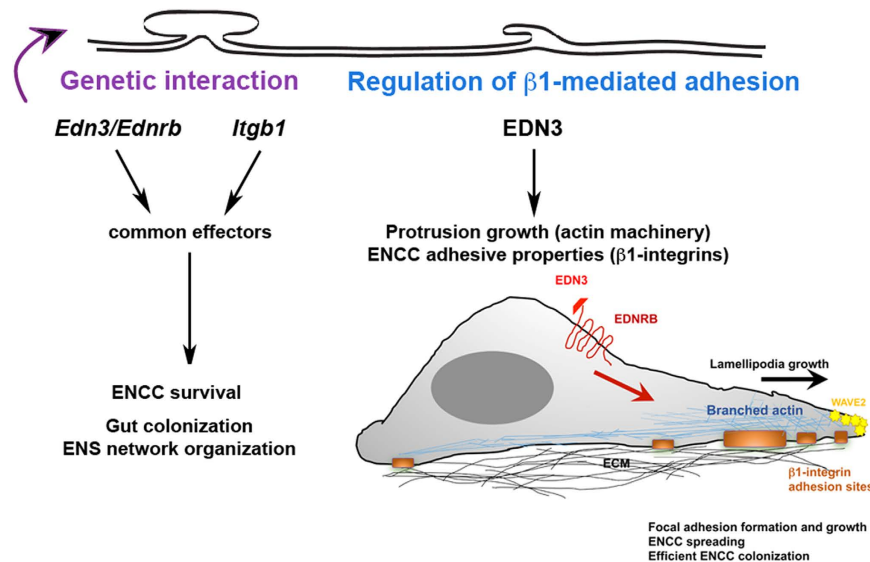 Genetic interaction
Edn3/Ednrb Itgb1
common effectors
ENCC survival
Gut colonization
ENS network organization
Regulation of β1-mediated adhesion
EDN3
Protrusion growth (actin machinery)
ENCC adhesive properties (β1-integrins)
EDN3
EDNRB
Lamellipodia growth
WAVE2
Branched actin
ECM
β1-integrin
adhesion sites
Focal adhesion formation and growth
ENCC spreading
Efficient ENCC colonization